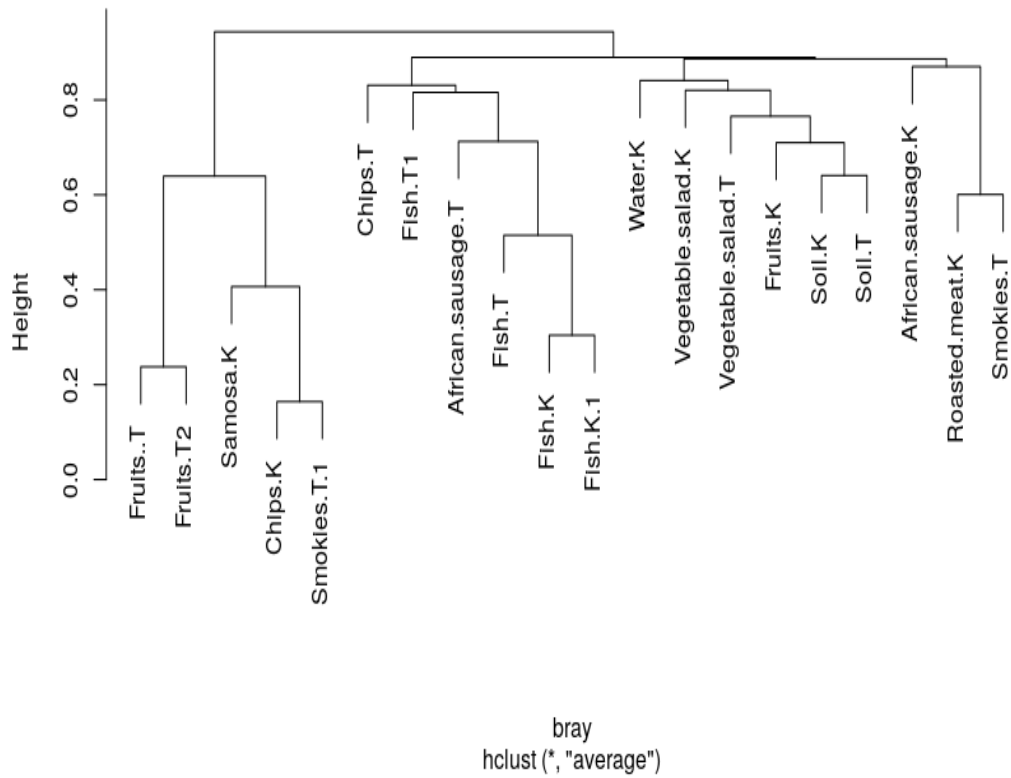 Height
0.0
0.2
0.4
0.6
0.8
Fruits..T
Fruits.T2
Samosa.K
Chips.K
Smokies.T.1
Chips.T
Fish.T1
African.sausage.T
Fish.T
Fish.K
Fish.K.1
Water.K
Vegetable.salad.K
Vegetable.salad.T
Fruits.K
Soil.K
Soil.T
African.sausage.K
Roasted.meat.K
Smokies.T
bray
hclust (*, "average")